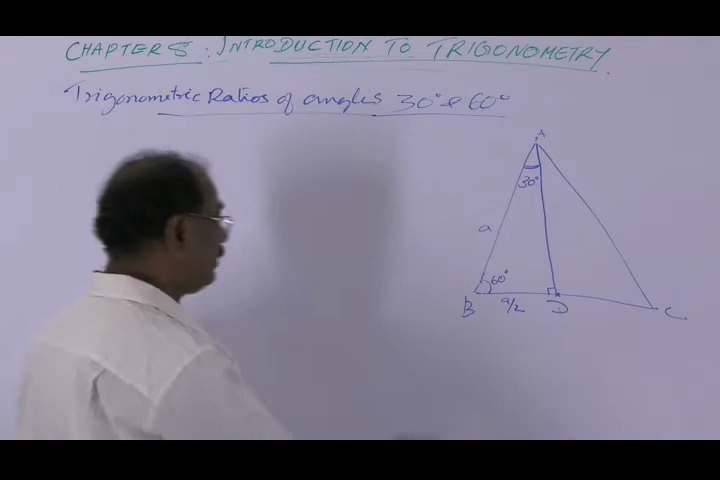 CHAPTER 8 : INTRODUCTION TO TRIGONOMETRY.
Trigonometric Ratios of angles 30° & 60°
A
30°
a
60°
B a/2 D C